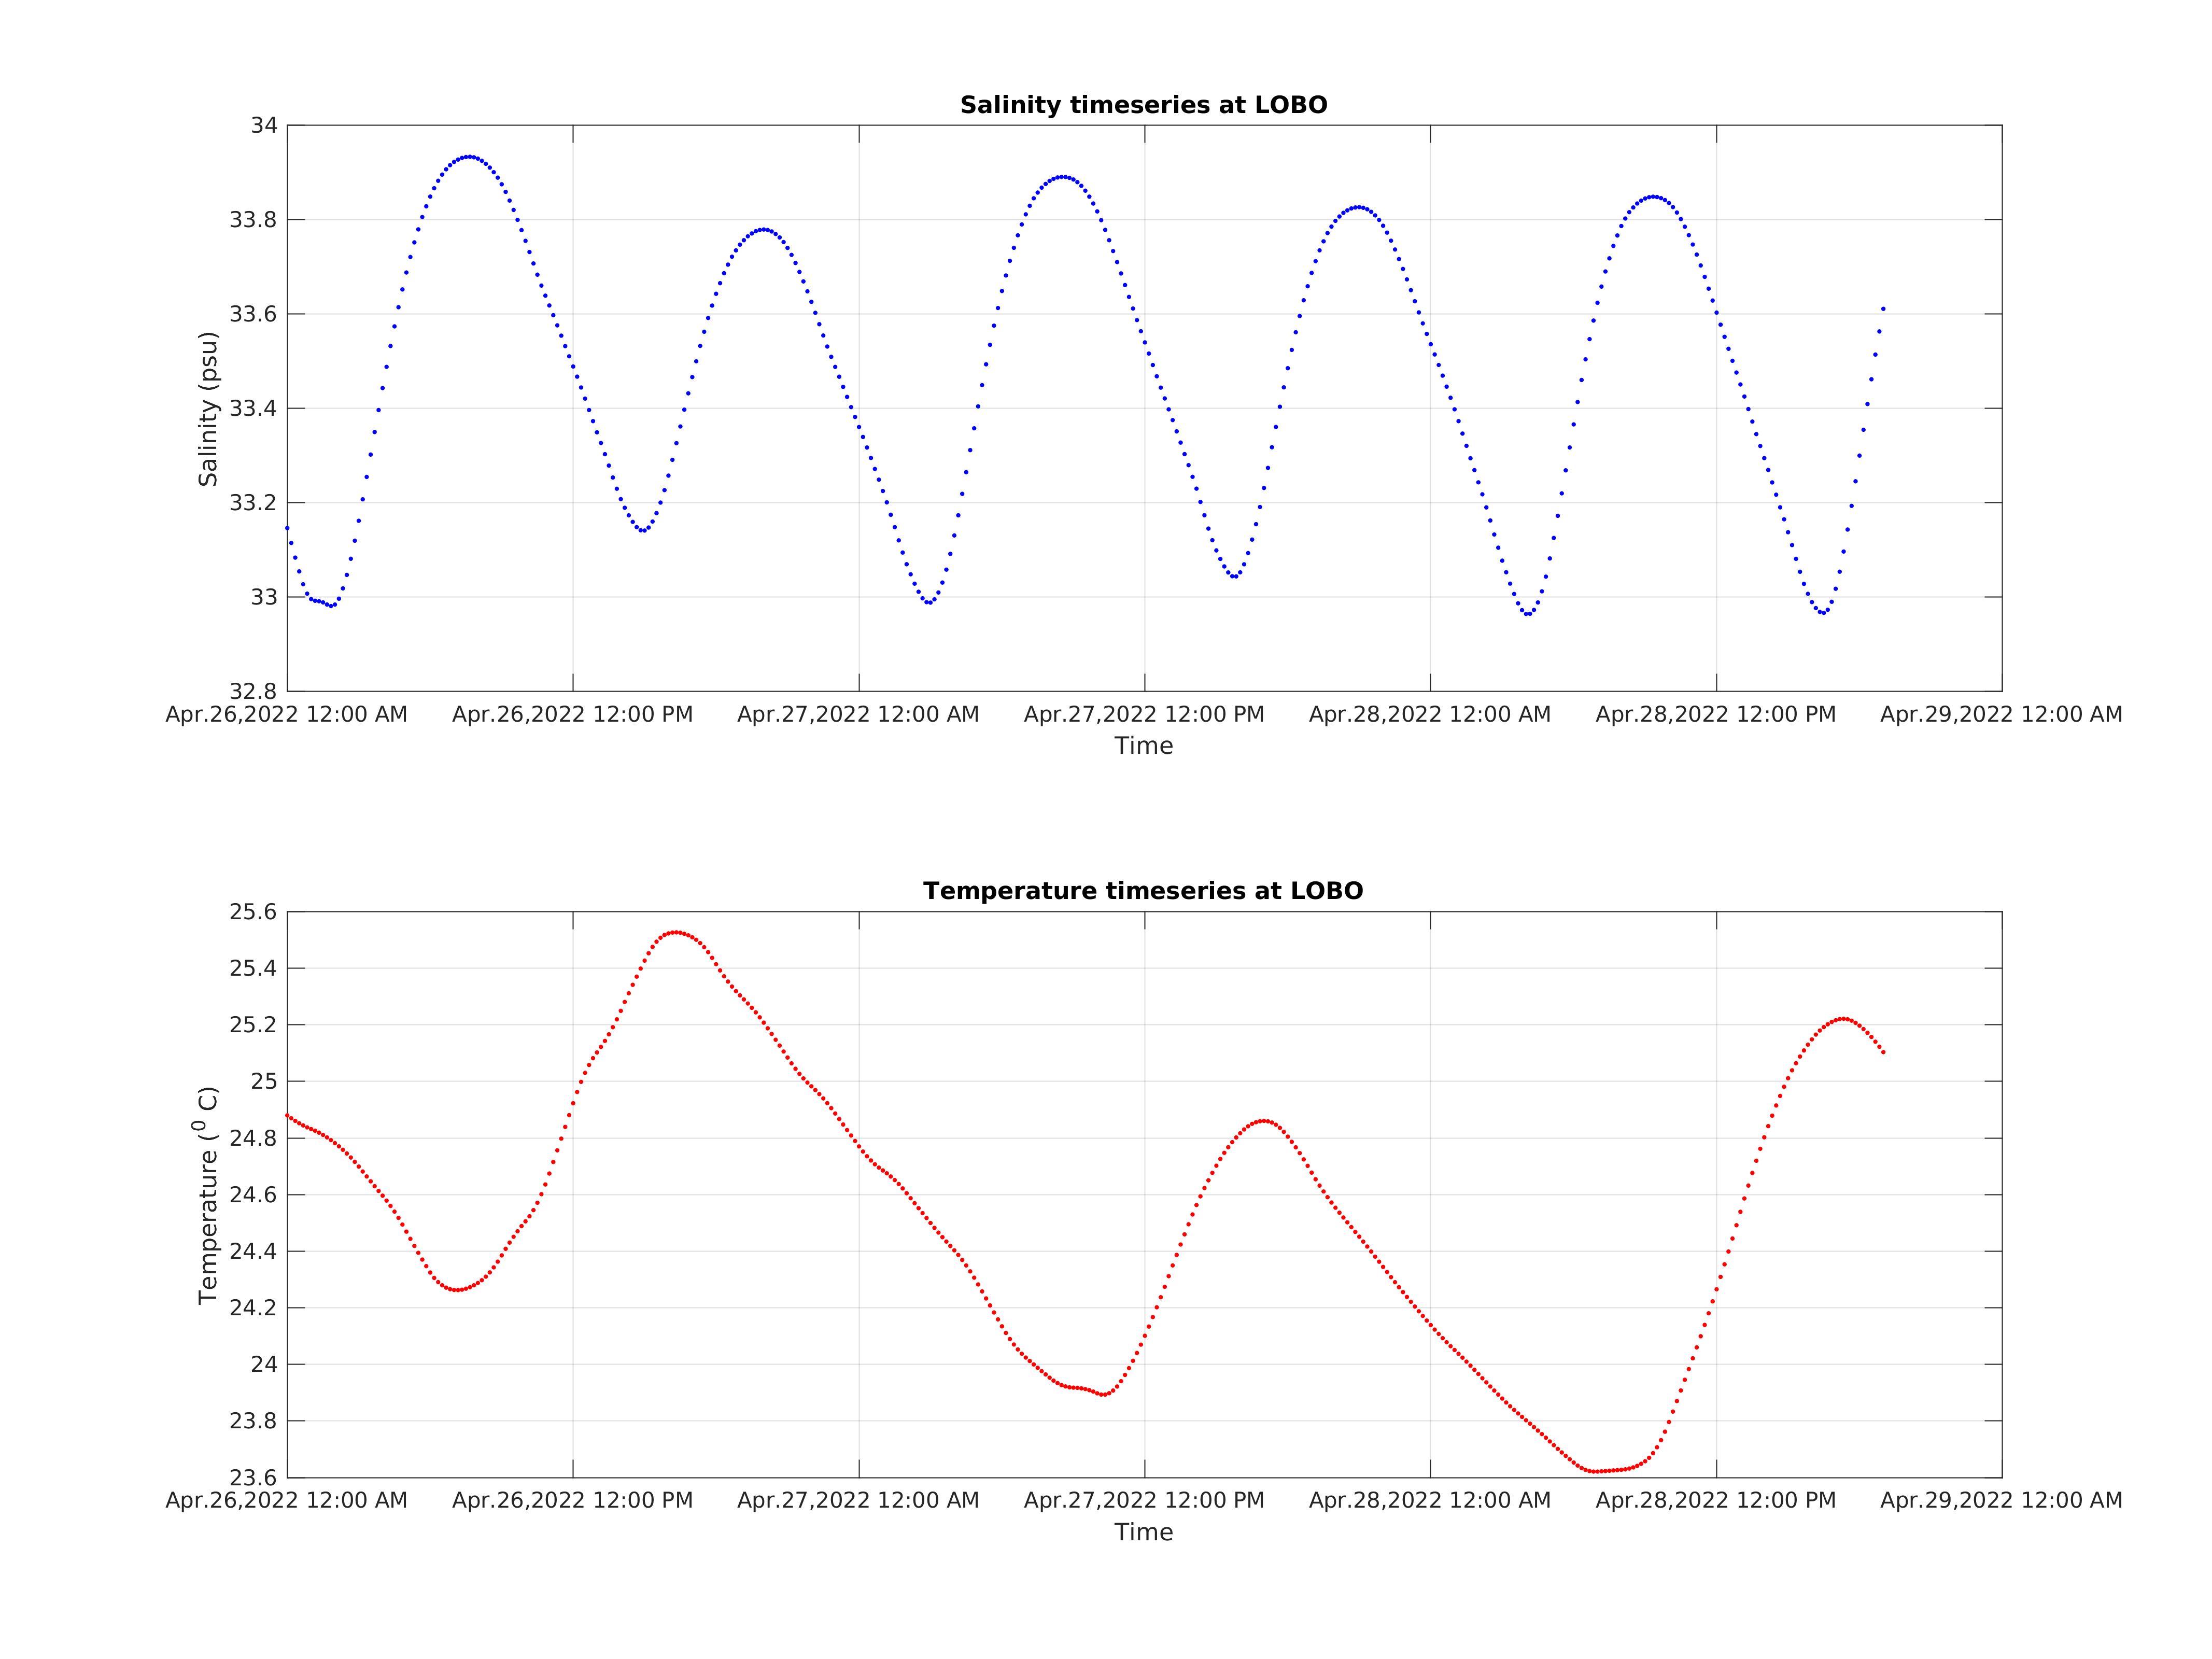 Salinity timeseries at LOBO
34
33.8
33.6
33.4
33.2
33
32.8
Salinity (psu)
Apr.26,2022 12:00 AM Apr.26,2022 12:00 PM Apr.27,2022 12:00 AM Apr.27,2022 12:00 PM Apr.28,2022 12:00 AM Apr.28,2022 12:00 PM Apr.29,2022 12:00 AM
Time
Temperature timeseries at LOBO
25.6
25.4
25.2
25
24.8
24.6
24.4
24.2
24
23.8
23.6
Temperature (⁰ C)
Apr.26,2022 12:00 AM Apr.26,2022 12:00 PM Apr.27,2022 12:00 AM Apr.27,2022 12:00 PM Apr.28,2022 12:00 AM Apr.28,2022 12:00 PM Apr.29,2022 12:00 AM
Time